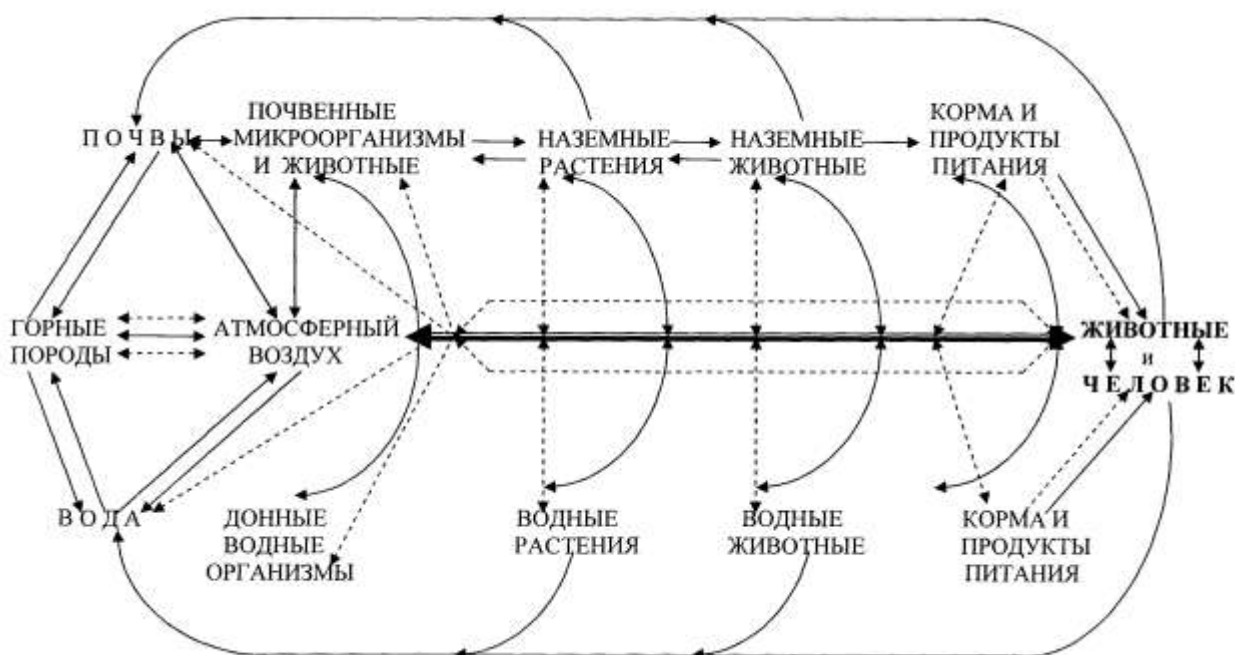 ПОЧВЫ
ПОЧВЕННЫЕ
МИКРООРГАНИЗМЫ
И ЖИВОТНЫЕ
НАЗЕМНЫЕ
РАСТЕНИЯ
НАЗЕМНЫЕ
ЖИВОТНЫЕ
КОРМА И
ПРОДУКТЫ
ПИТАНИЯ
ГОРНЫЕ
ПОРОДЫ
АТМОСФЕРНЫЙ
ВОЗДУХ
ЖИВОТНЫЕ
и
ЧЕЛОВЕК
ВОДА
ДОННЫЕ
ВОДНЫЕ
ОРГАНИЗМЫ
ВОДНЫЕ
РАСТЕНИЯ
ВОДНЫЕ
ЖИВОТНЫЕ
КОРМА И
ПРОДУКТЫ
ПИТАНИЯ